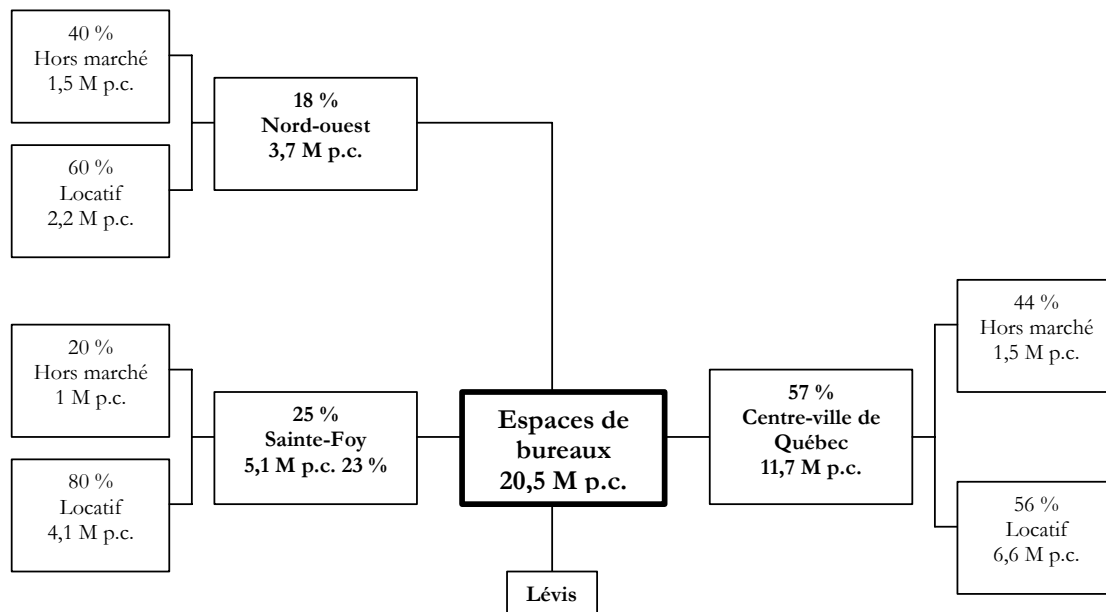 40 %
Hors marché
1,5 M p.c.
18 %
Nord-ouest
3,7 M p.c.
60 %
Locatif
2,2 M p.c.
20 %
Hors marché
1 M p.c.
25 %
Sainte-Foy
5,1 M p.c. 23 %
80 %
Locatif
4,1 M p.c.
Espaces de
bureaux
20,5 M p.c.
57 %
Centre-ville de
Québec
11,7 M p.c.
44 %
Hors marché
1,5 M p.c.
56 %
Locatif
6,6 M p.c.
Lévis